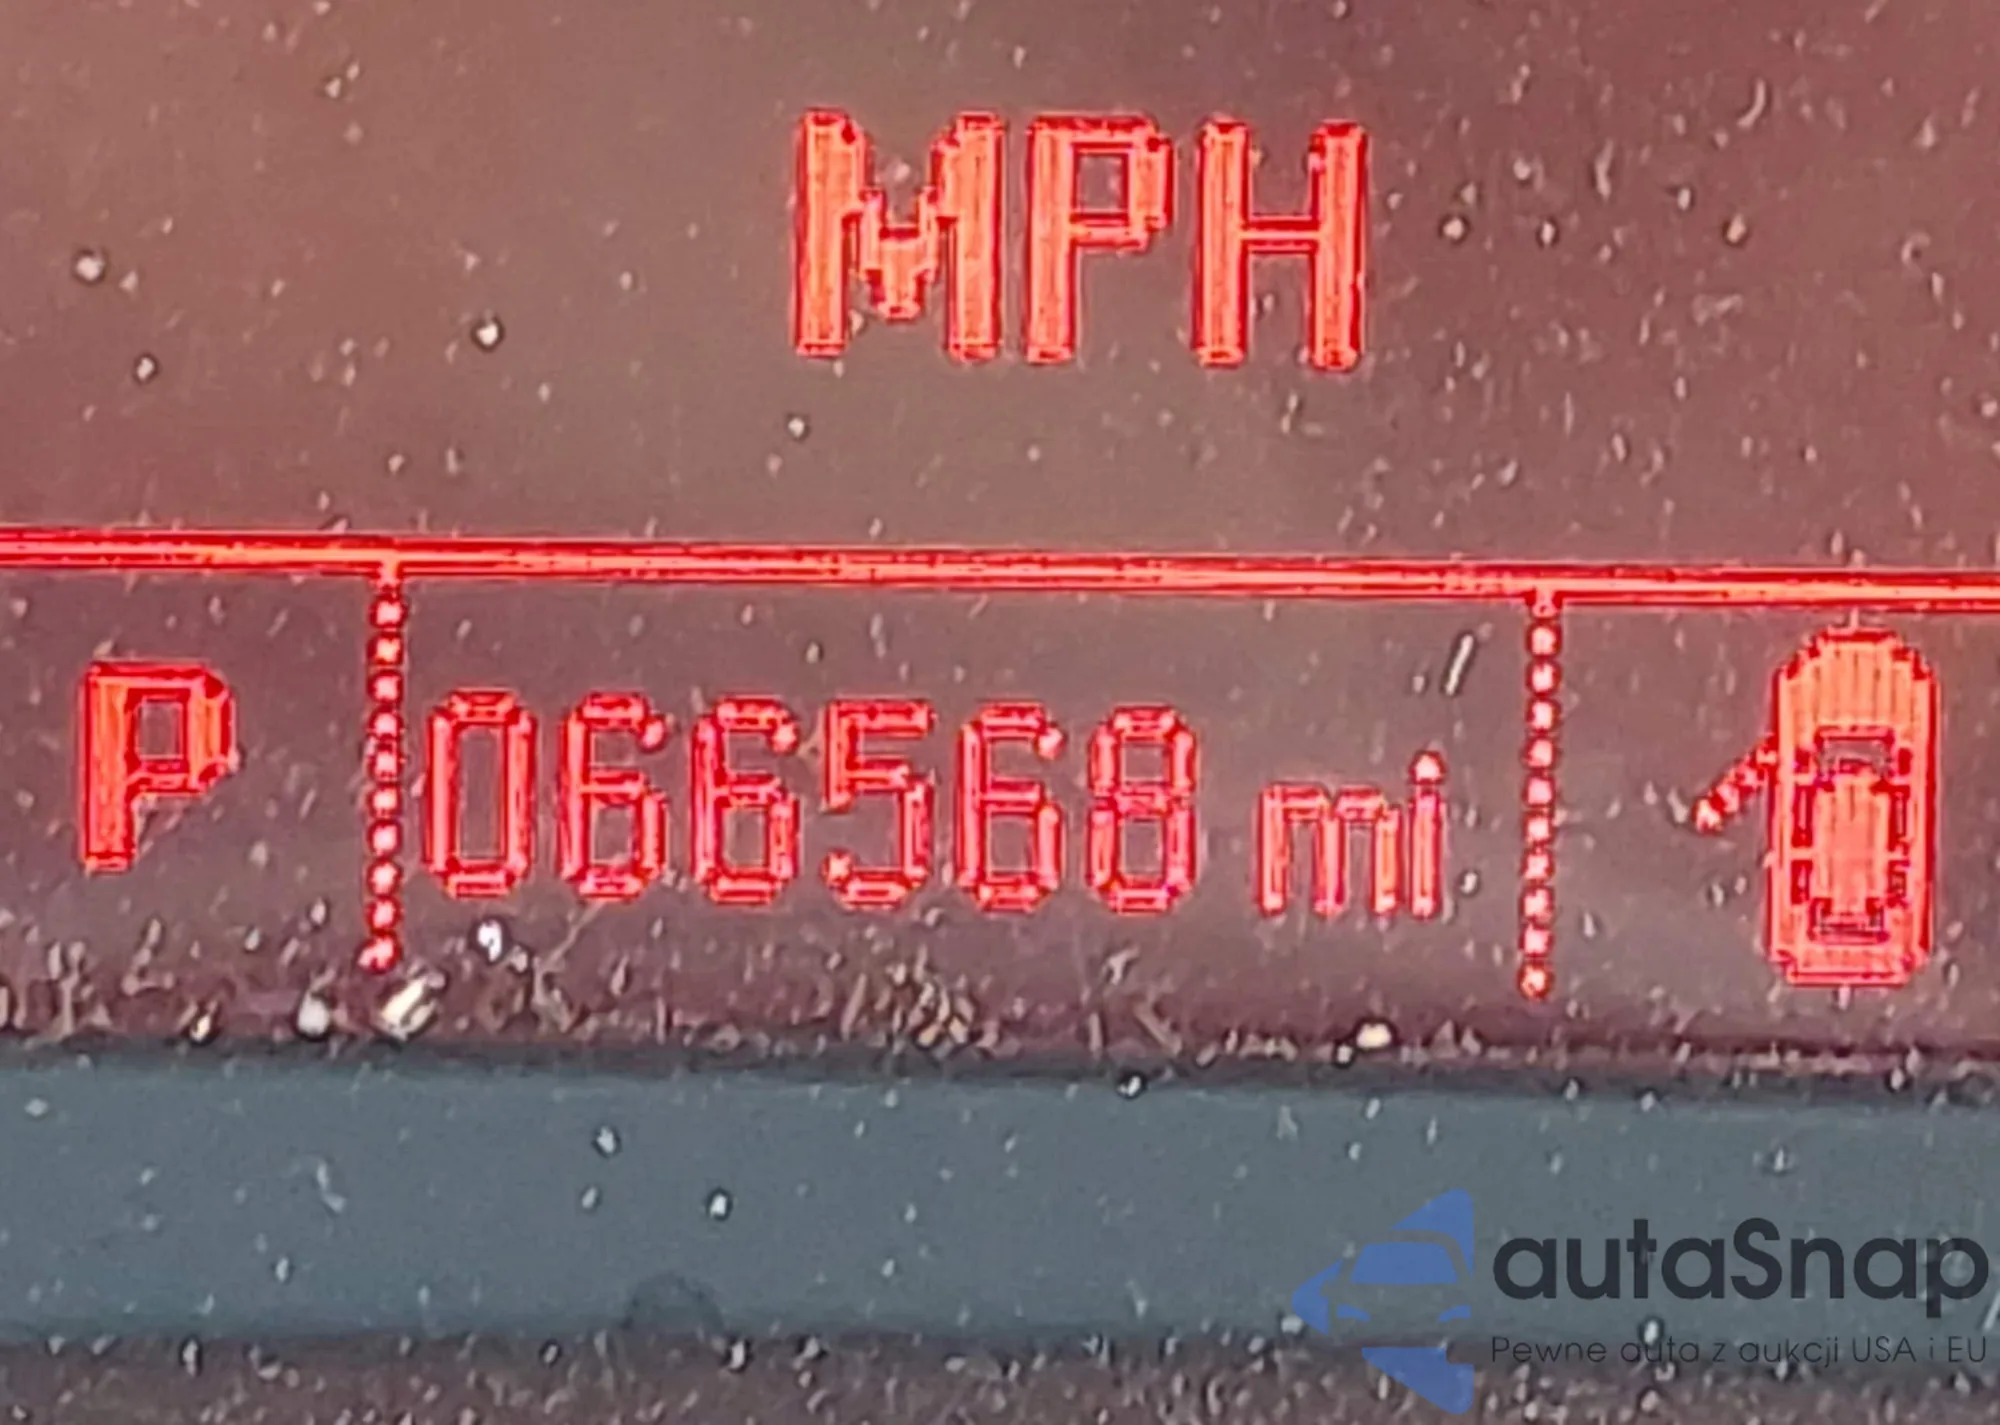 MPH
P 066568 mi
autaSnap
Pewne auta z aukcji USA i EU